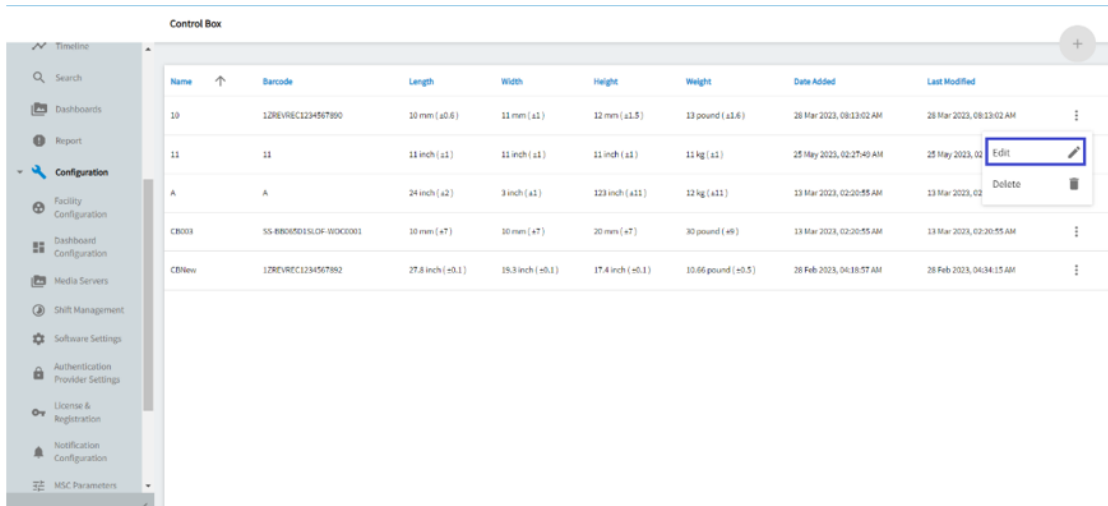 Control Box
Timeline
Search
Dashboards
Report
Configuration
Facility
Configuration
Dashboard
Configuration
Media Servers
Shift Management
Software Settings
Authentication
Provider Settings
License &
Registration
Notification
Configuration
MSC Parameters
Name Barcode Length Width Height Weight Date Added Last Modified
10 1ZREVREC1234567890 10 mm ( ±0.6 ) 11 mm ( ±1 ) 12 mm ( ±1.5 ) 13 pound ( ±1.6 ) 28 Mar 2023, 08:13:02 AM 28 Mar 2023, 08:13:02 AM
11 11 11 inch ( ±1 ) 11 inch ( ±1 ) 11 inch ( ±1 ) 11 kg ( ±1 ) 25 May 2023, 02:27:49 AM 25 May 2023, 02
Edit
A A 24 inch ( ±2 ) 3 inch ( ±1 ) 123 inch ( ±11 ) 12 kg ( ±11 ) 13 Mar 2023, 02:20:55 AM 13 Mar 2023, 02
Delete
CB003 10 mm ( ±7 ) 10 mm ( ±7 ) 20 mm ( ±7 ) 30 pound ( ±9 ) 13 Mar 2023, 02:20:55 AM 13 Mar 2023, 02:20:55 AM
CBNew 1ZREVREC1234567892 27.8 inch ( ±0.1 ) 19.3 inch ( ±0.1 ) 17.4 inch ( ±0.1 ) 10.66 pound ( ±0.5 ) 28 Feb 2023, 04:18:57 AM 28 Feb 2023, 04:34:15 AM